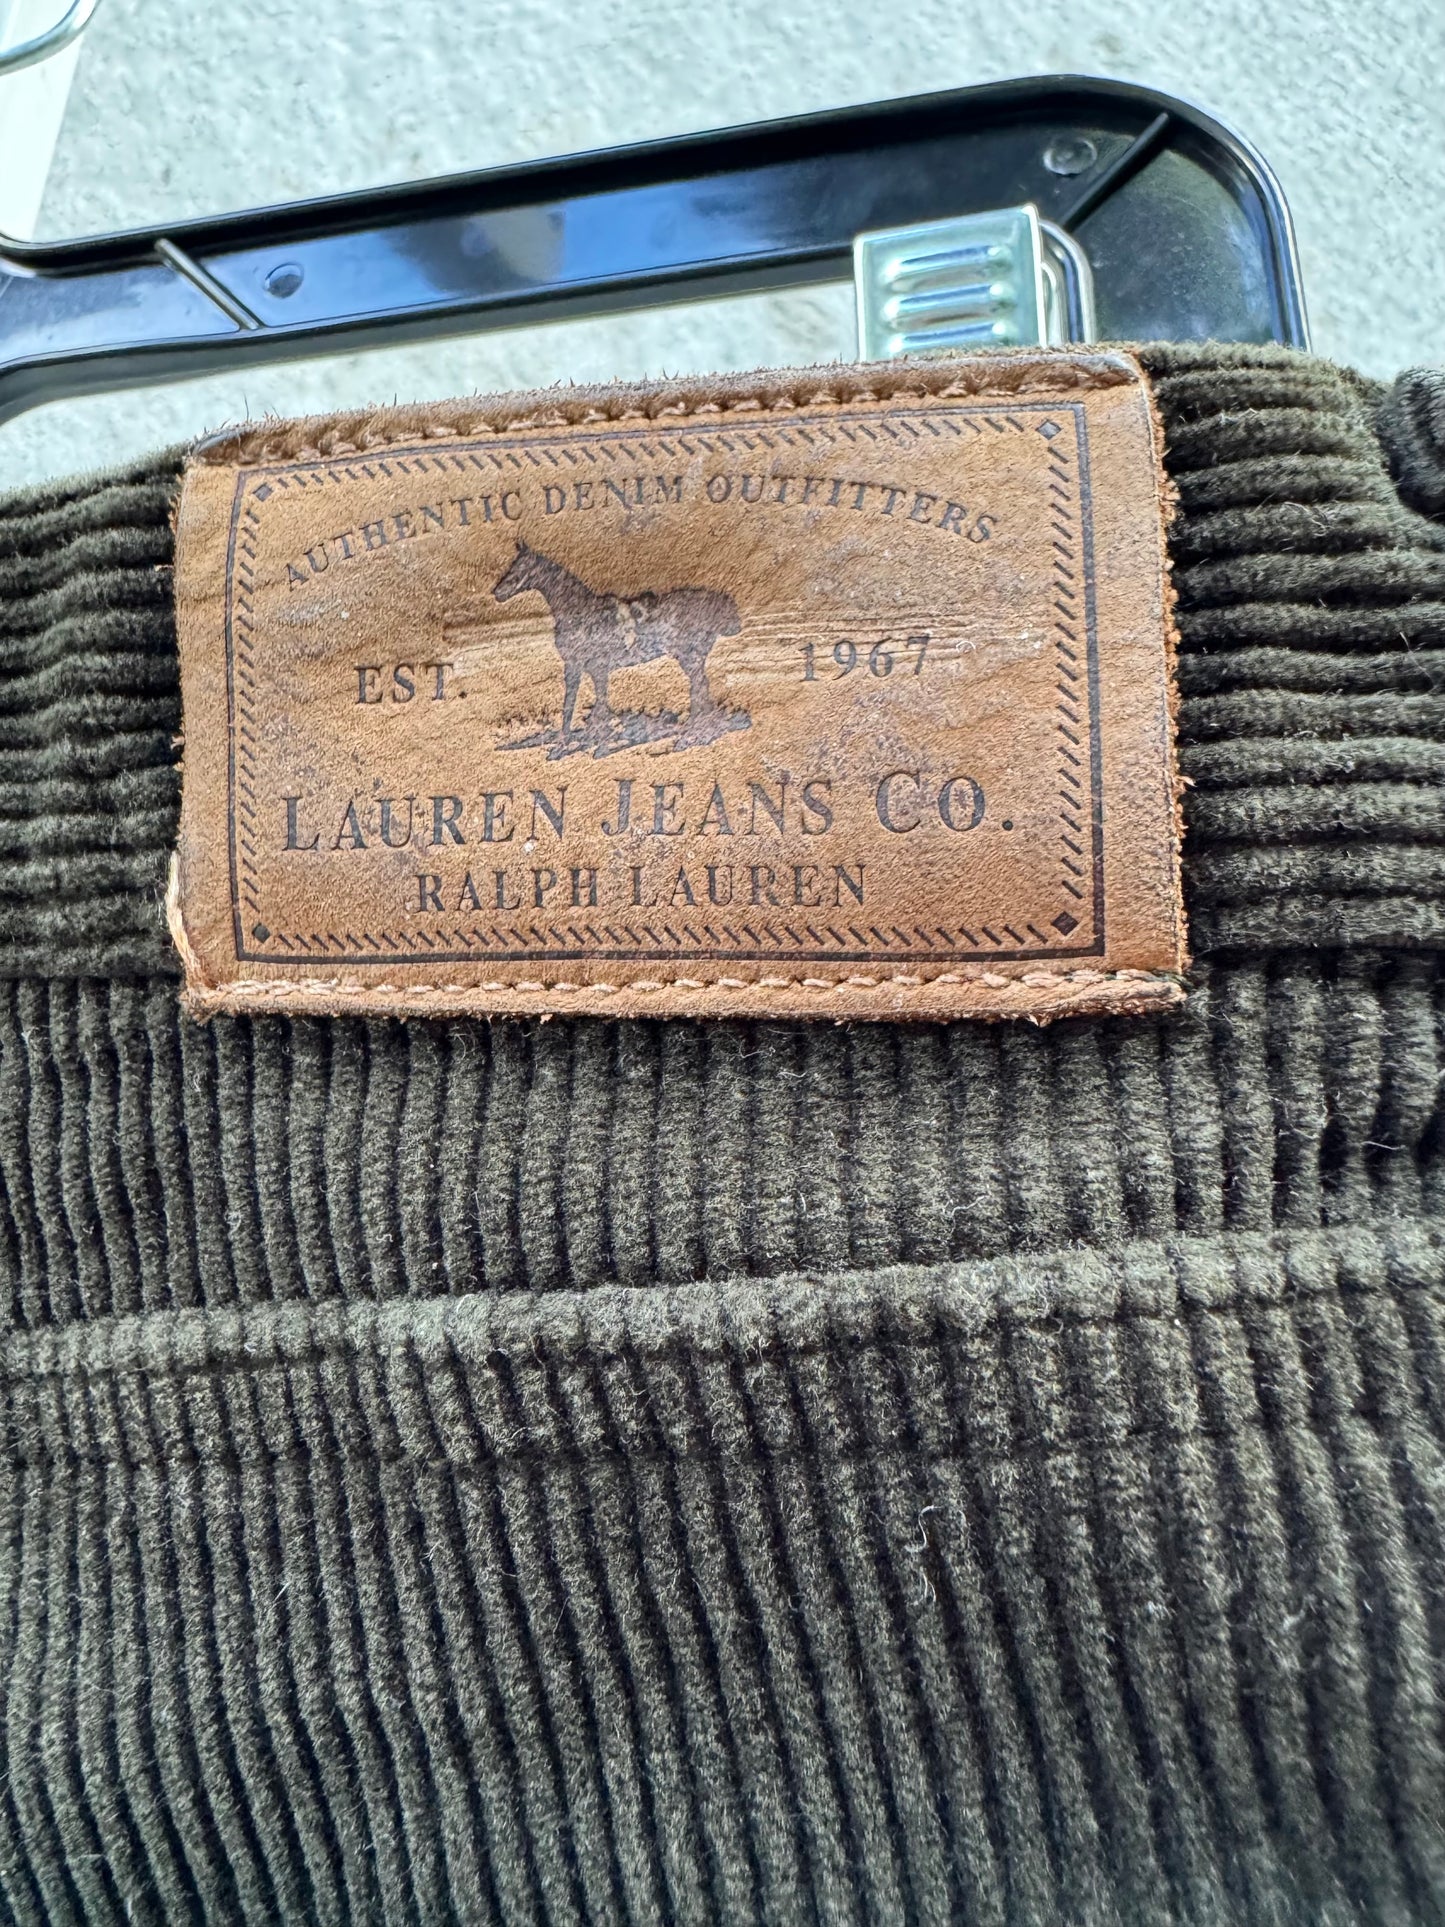 AUTHENTIC DENIM OUTFITTERS
EST. 1967
LAUREN JEANS CO.
RALPH LAUREN